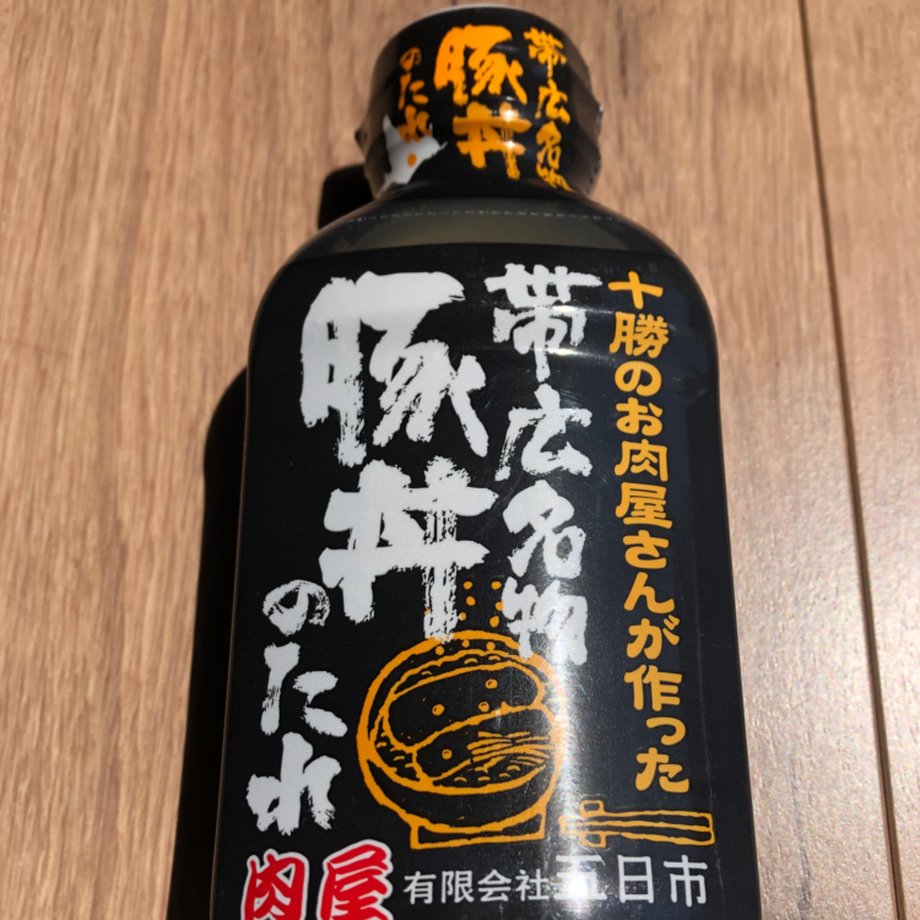 帯広名物
豚丼
のたれ
十勝のお肉屋さんが作った
帯広名物
豚丼
のたれ
肉屋
有限会社五日市